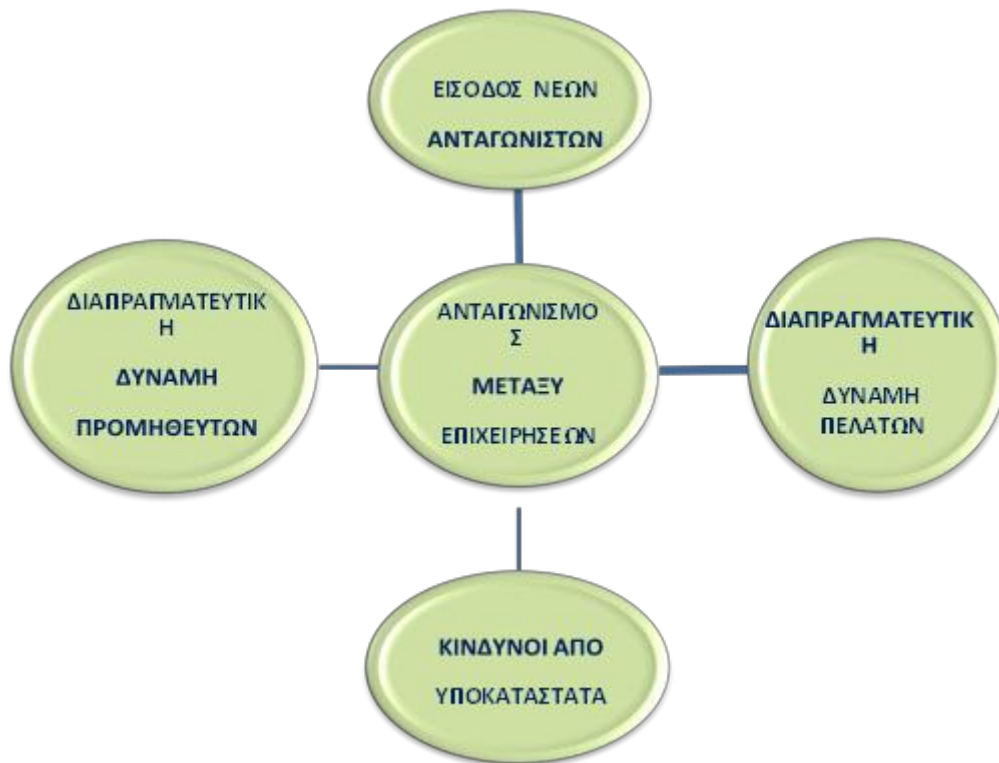 ΕΙΣΟΔΟΣ ΝΕΩΝ
ΑΝΤΑΓΩΝΙΣΤΩΝ
ΔΙΑΠΡΑΓΜΑΤΕΥΤΙΚ
Η
ΔΥΝΑΜΗ
ΠΡΟΜΗΘΕΥΤΩΝ
ΑΝΤΑΓΩΝΙΣΜΟ
Σ
ΜΕΤΑΞΥ
ΕΠΙΧΕΙΡΗΣΕΩΝ
ΔΙΑΠΡΑΓΜΑΤΕΥΤΙΚ
Η
ΔΥΝΑΜΗ
ΠΕΛΑΤΩΝ
ΚΙΝΔΥΝΟΙ ΑΠΟ
ΥΠΟΚΑΤΑΣΤΑΤΑ